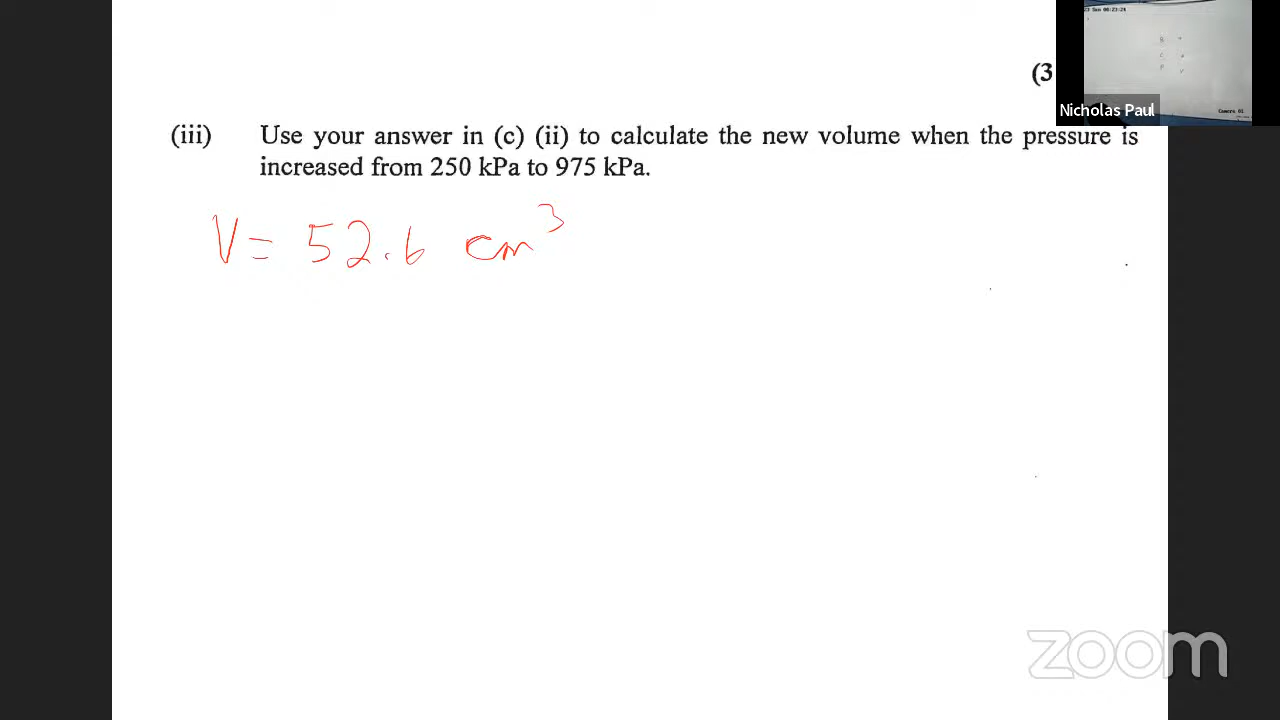 (3
(iii) Use your answer in (c) (ii) to calculate the new volume when the pressure is
increased from 250 kPa to 975 kPa.
V = 52.6 cm³
Nicholas Paul
zoom